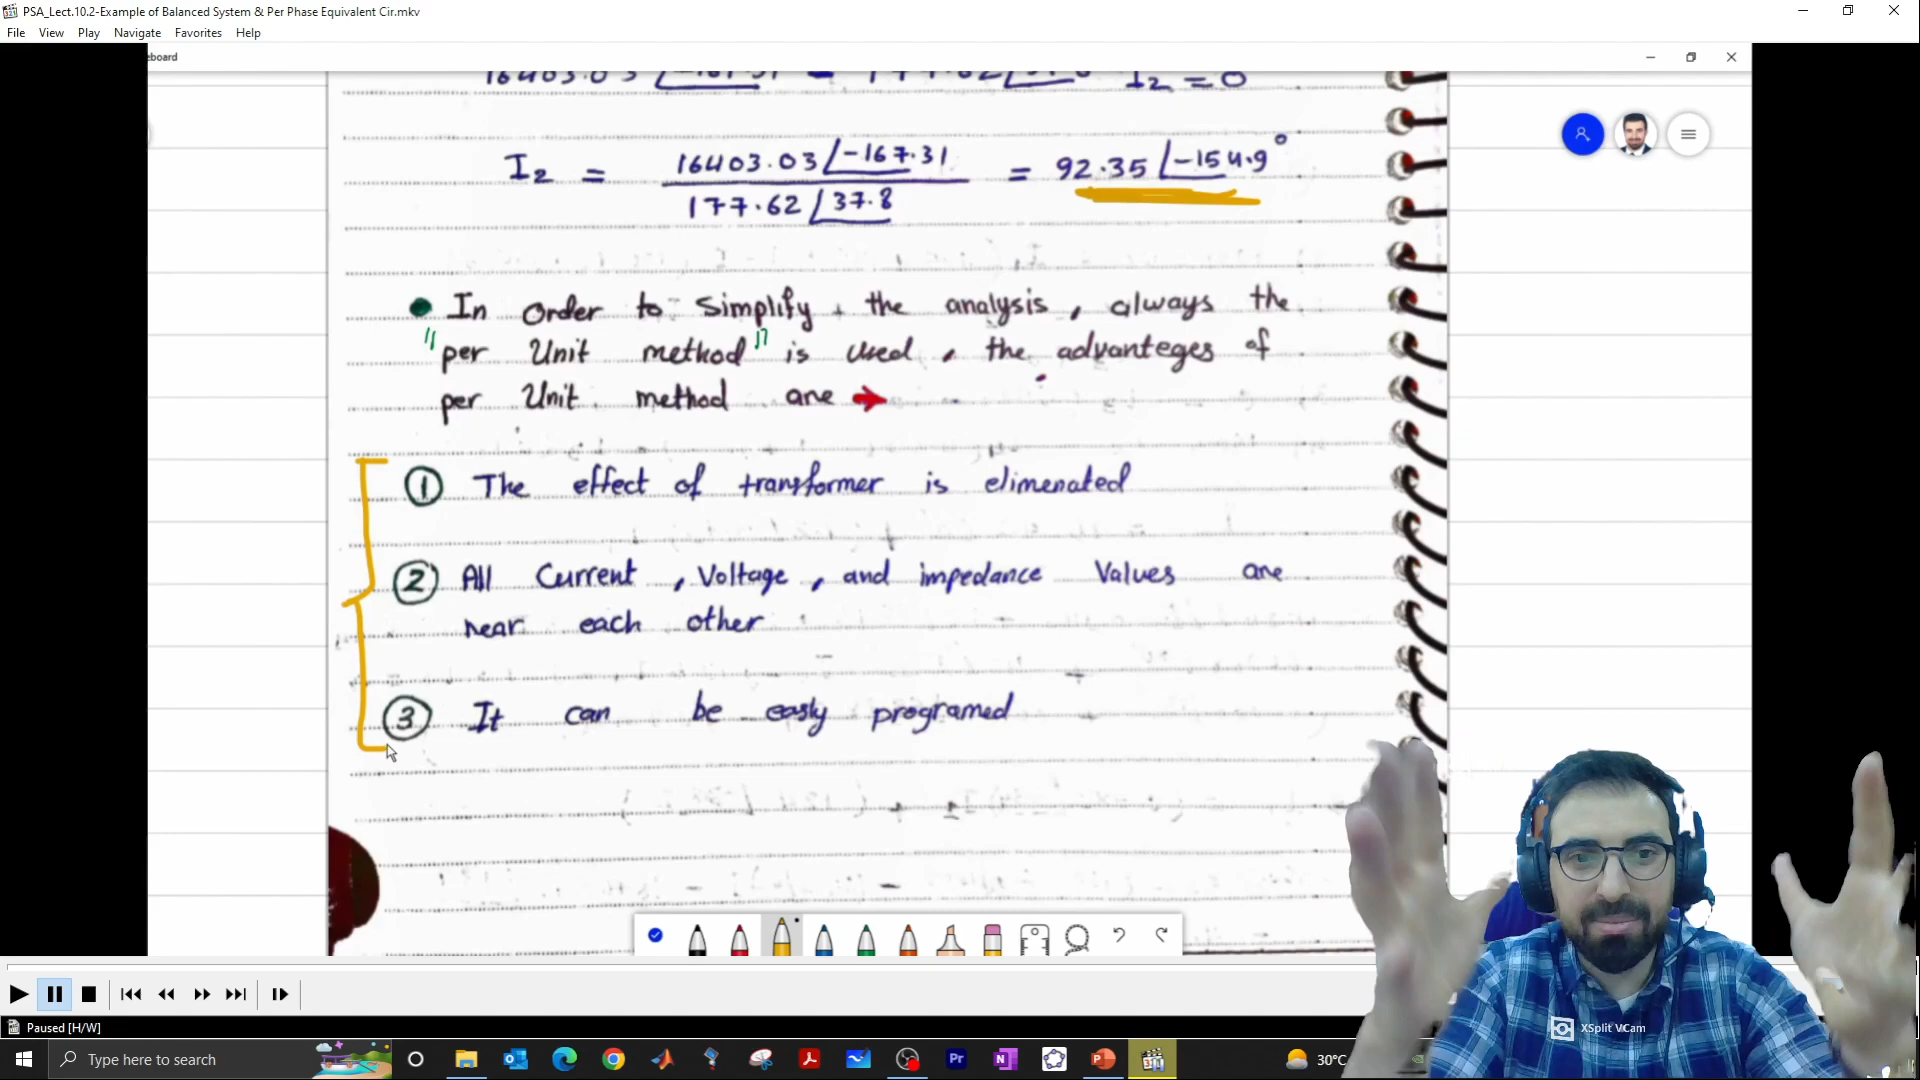 PSA_Lect.10.2-Example of Balanced System & Per Phase Equivalent Cir.mkv
File View Play Navigate Favorites Help
eboard
I₂ = 0
I₂ = 16403.03∠-167.31 / 177.62∠37.8 = 92.35∠-154.9°
In Order to Simplify the analysis, always the
"per Unit method" is used, the advanteges of
per Unit method are →
① The effect of transformer is elimenated
② All Current, Voltage, and impedance Values are
near each other
③ It can be easly programed
XSplit VCam
Paused [H/W]
Type here to search
30°C